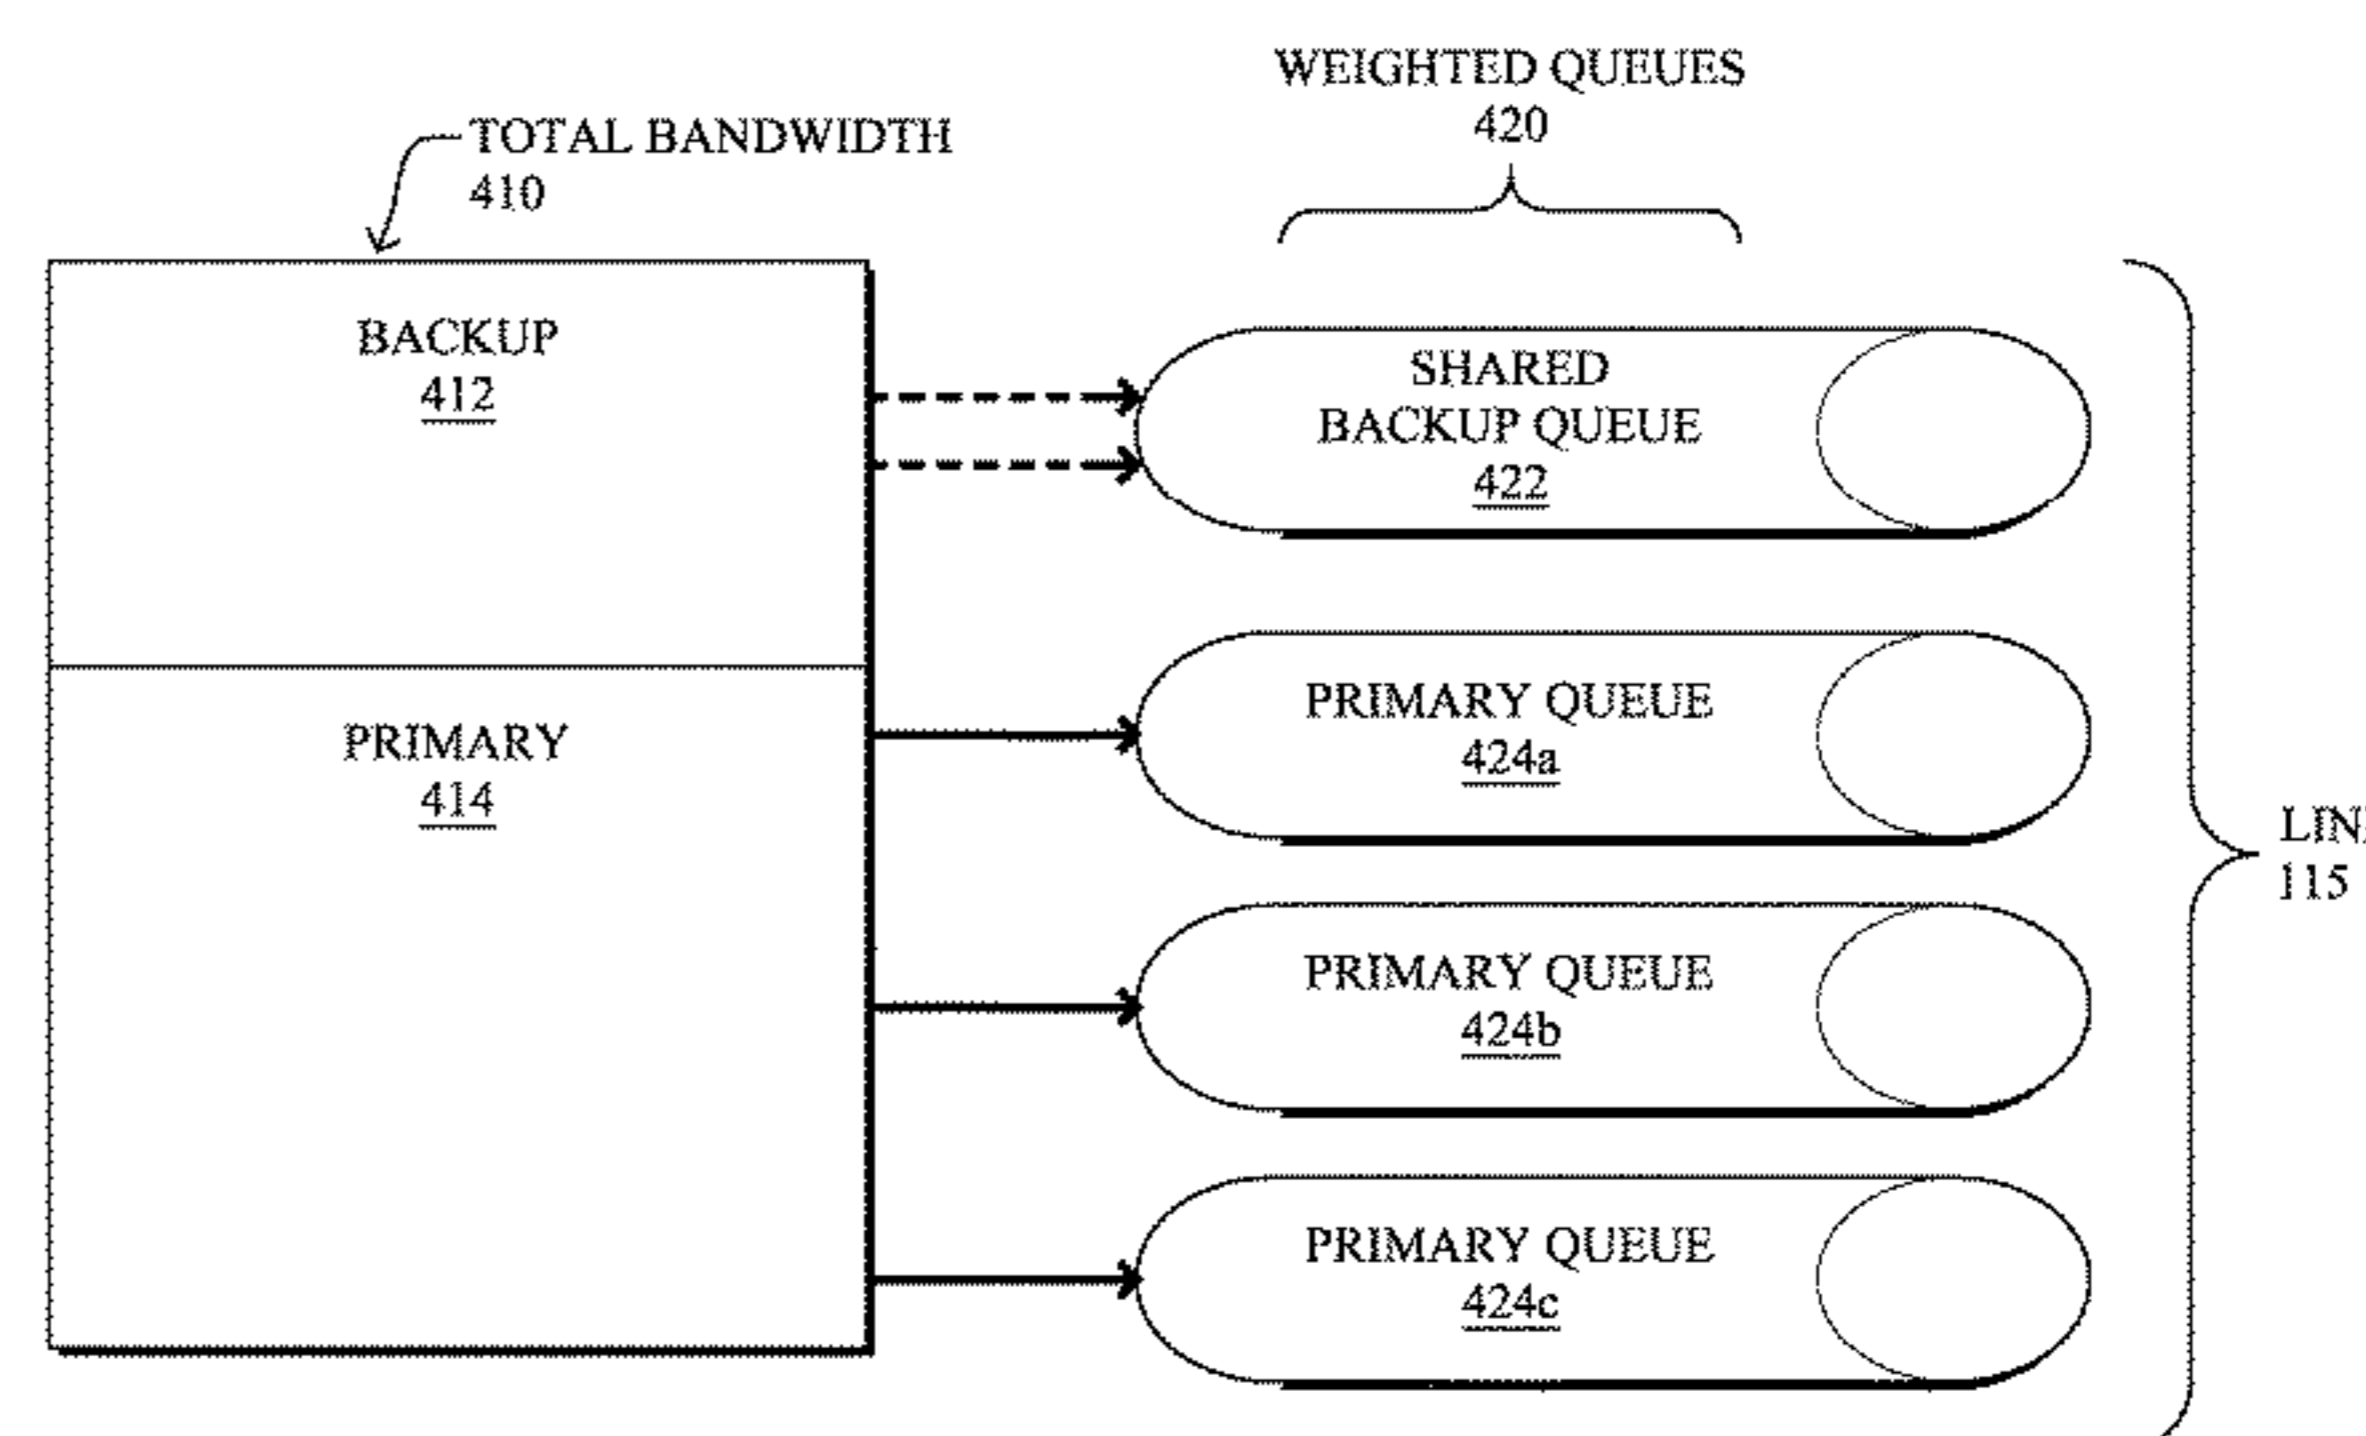 WEIGHTED QUEUES
420
TOTAL BANDWIDTH
410
BACKUP
412
SHARED
BACKUP QUEUE
422
PRIMARY
414
PRIMARY QUEUE
424a
PRIMARY QUEUE
424b
PRIMARY QUEUE
424c
115